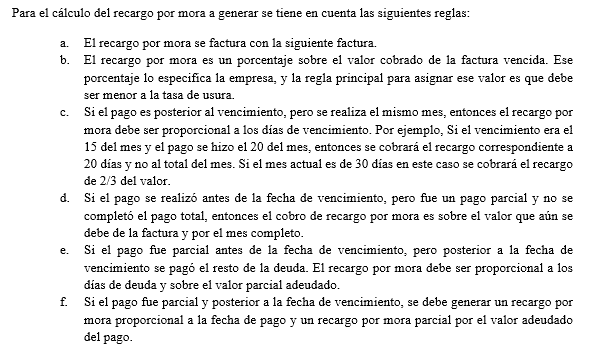 Para el cálculo del recargo por mora a generar se tiene en cuenta las siguientes reglas:
a. El recargo por mora se factura con la siguiente factura.
b. El recargo por mora es un porcentaje sobre el valor cobrado de la factura vencida. Ese
porcentaje lo especifica la empresa, y la regla principal para asignar ese valor es que debe
ser menor a la tasa de usura.
c. Si el pago es posterior al vencimiento, pero se realiza el mismo mes, entonces el recargo por
mora debe ser proporcional a los días de vencimiento. Por ejemplo, Si el vencimiento era el
15 del mes y el pago se hizo el 20 del mes, entonces se cobrará el recargo correspondiente a
20 días y no al total del mes. Si el mes actual es de 30 días en este caso se cobrará el recargo
de 2/3 del valor.
d. Si el pago se realizó antes de la fecha de vencimiento, pero fue un pago parcial y no se
completó el pago total, entonces el cobro de recargo por mora es sobre el valor que aún se
debe de la factura y por el mes completo.
e. Si el pago fue parcial antes de la fecha de vencimiento, pero posterior a la fecha de
vencimiento se pagó el resto de la deuda. El recargo por mora debe ser proporcional a los
días de deuda y sobre el valor parcial adeudado.
f. Si el pago fue parcial y posterior a la fecha de vencimiento, se debe generar un recargo por
mora proporcional a la fecha de pago y un recargo por mora parcial por el valor adeudado
del pago.